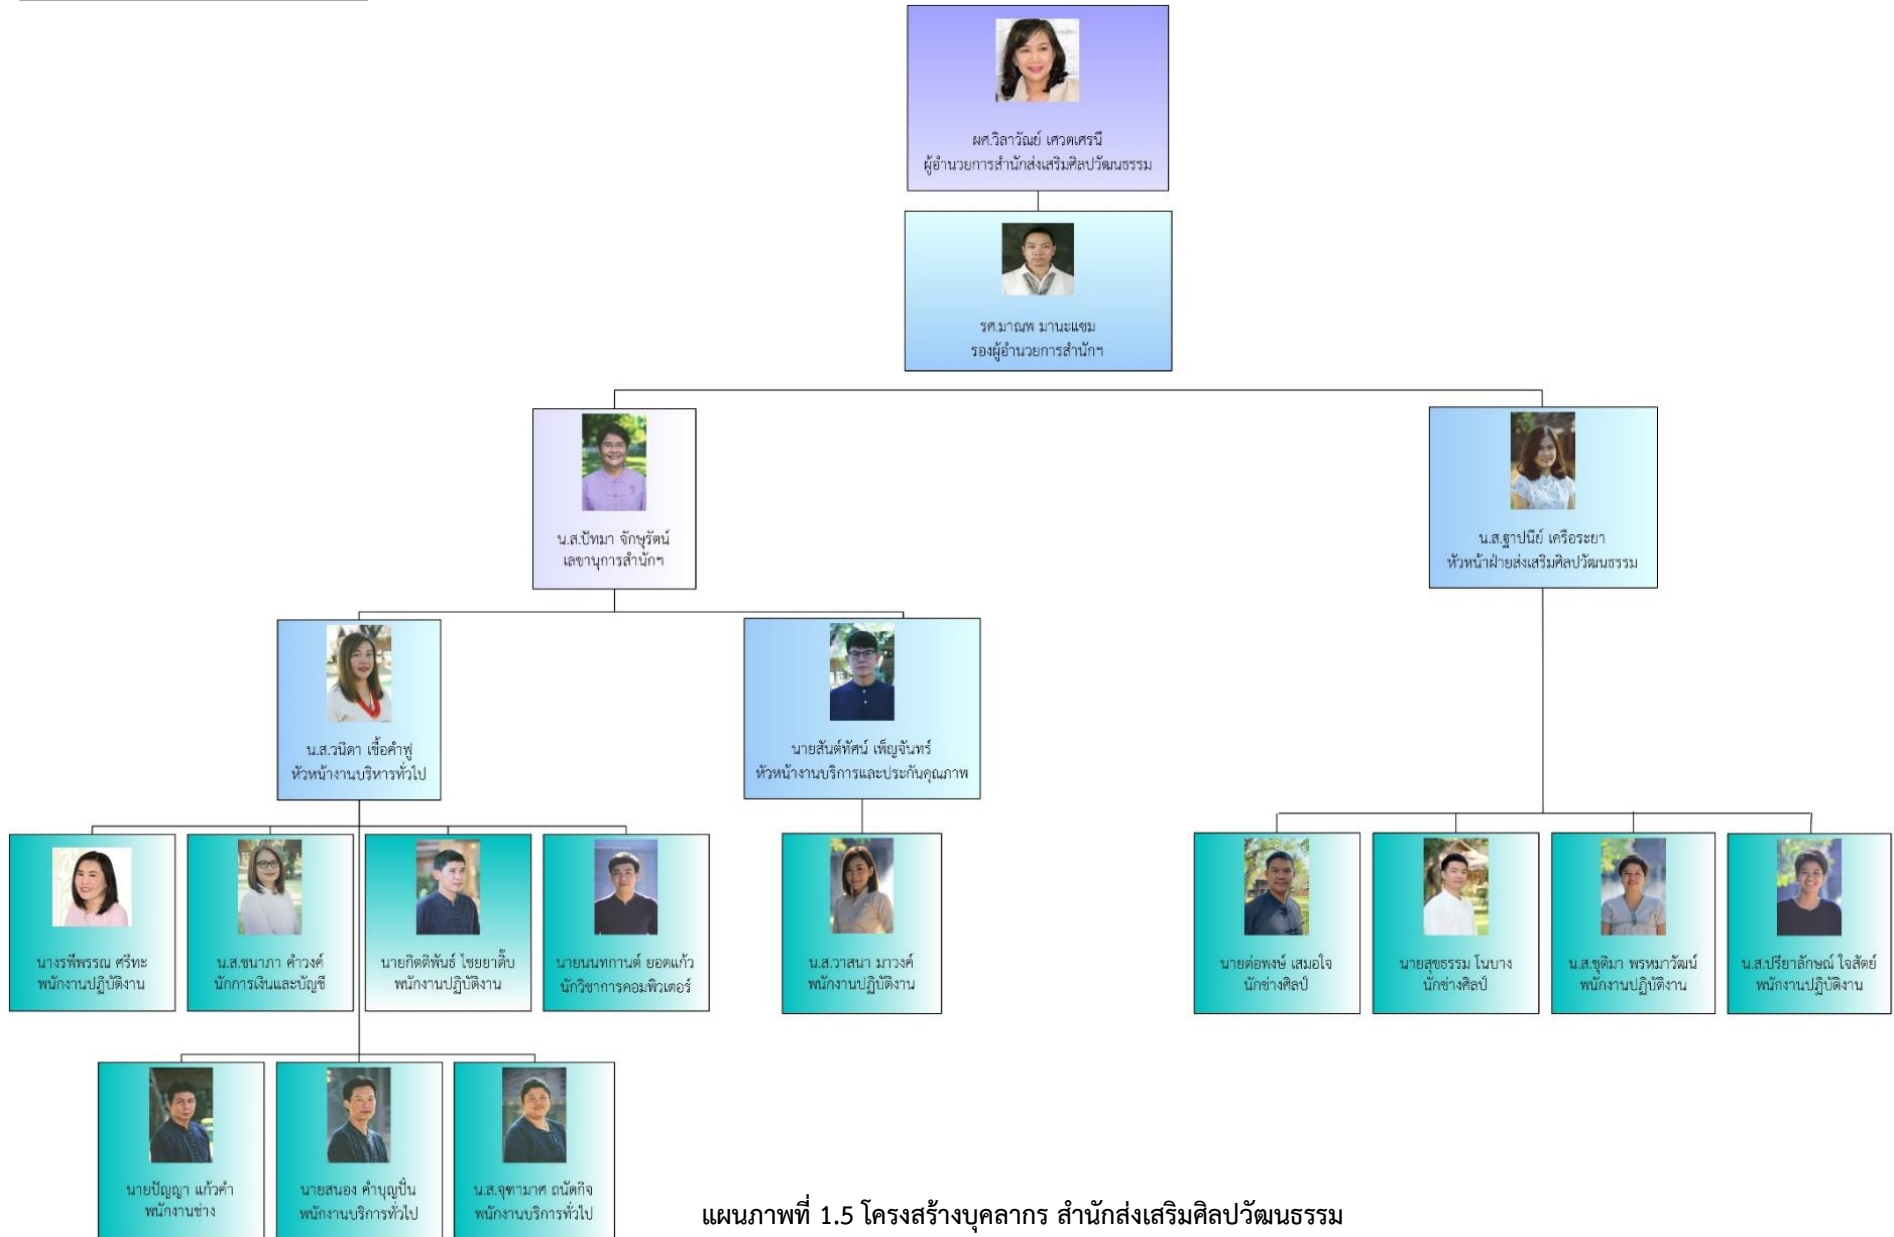 ผศ.วิลาวัณย์ เศวตเศรนี
ผู้อำนวยการสำนักส่งเสริมศิลปวัฒนธรรม
รศ.มาณพ มานะแซม
รองผู้อำนวยการสำนักฯ
น.ส.ปัทมา จักษุรัตน์
เลขานุการสำนักฯ
น.ส.ฐาปนีย์ เครือระยา
หัวหน้าฝ่ายส่งเสริมศิลปวัฒนธรรม
น.ส.วนิดา เชื้อคำฟู
หัวหน้างานบริหารทั่วไป
นายสันต์ทัศน์ เพ็ญจันทร์
หัวหน้างานบริการและประกันคุณภาพ
นางรพีพรรณ ศรีทะ
พนักงานปฏิบัติงาน
น.ส.ชนาภา คำวงค์
นักการเงินและบัญชี
นายกิตติพันธ์ ไชยยาติ๊บ
พนักงานปฏิบัติงาน
นายนนทกานต์ ยอดแก้ว
นักวิชาการคอมพิวเตอร์
น.ส.วาสนา มาวงค์
พนักงานปฏิบัติงาน
นายต่อพงษ์ เสมอใจ
นักช่างศิลป์
นายสุขธรรม โนบาง
นักช่างศิลป์
น.ส.ชุติมา พรหมาวัฒน์
พนักงานปฏิบัติงาน
น.ส.ปรียาลักษณ์ ใจสัตย์
พนักงานปฏิบัติงาน
นายปัญญา แก้วคำ
พนักงานช่าง
นายสนอง คำบุญปั๋น
พนักงานบริการทั่วไป
น.ส.จุฑามาศ ถนัดกิจ
พนักงานบริการทั่วไป
แผนภาพที่ 1.5 โครงสร้างบุคลากร สำนักส่งเสริมศิลปวัฒนธรรม